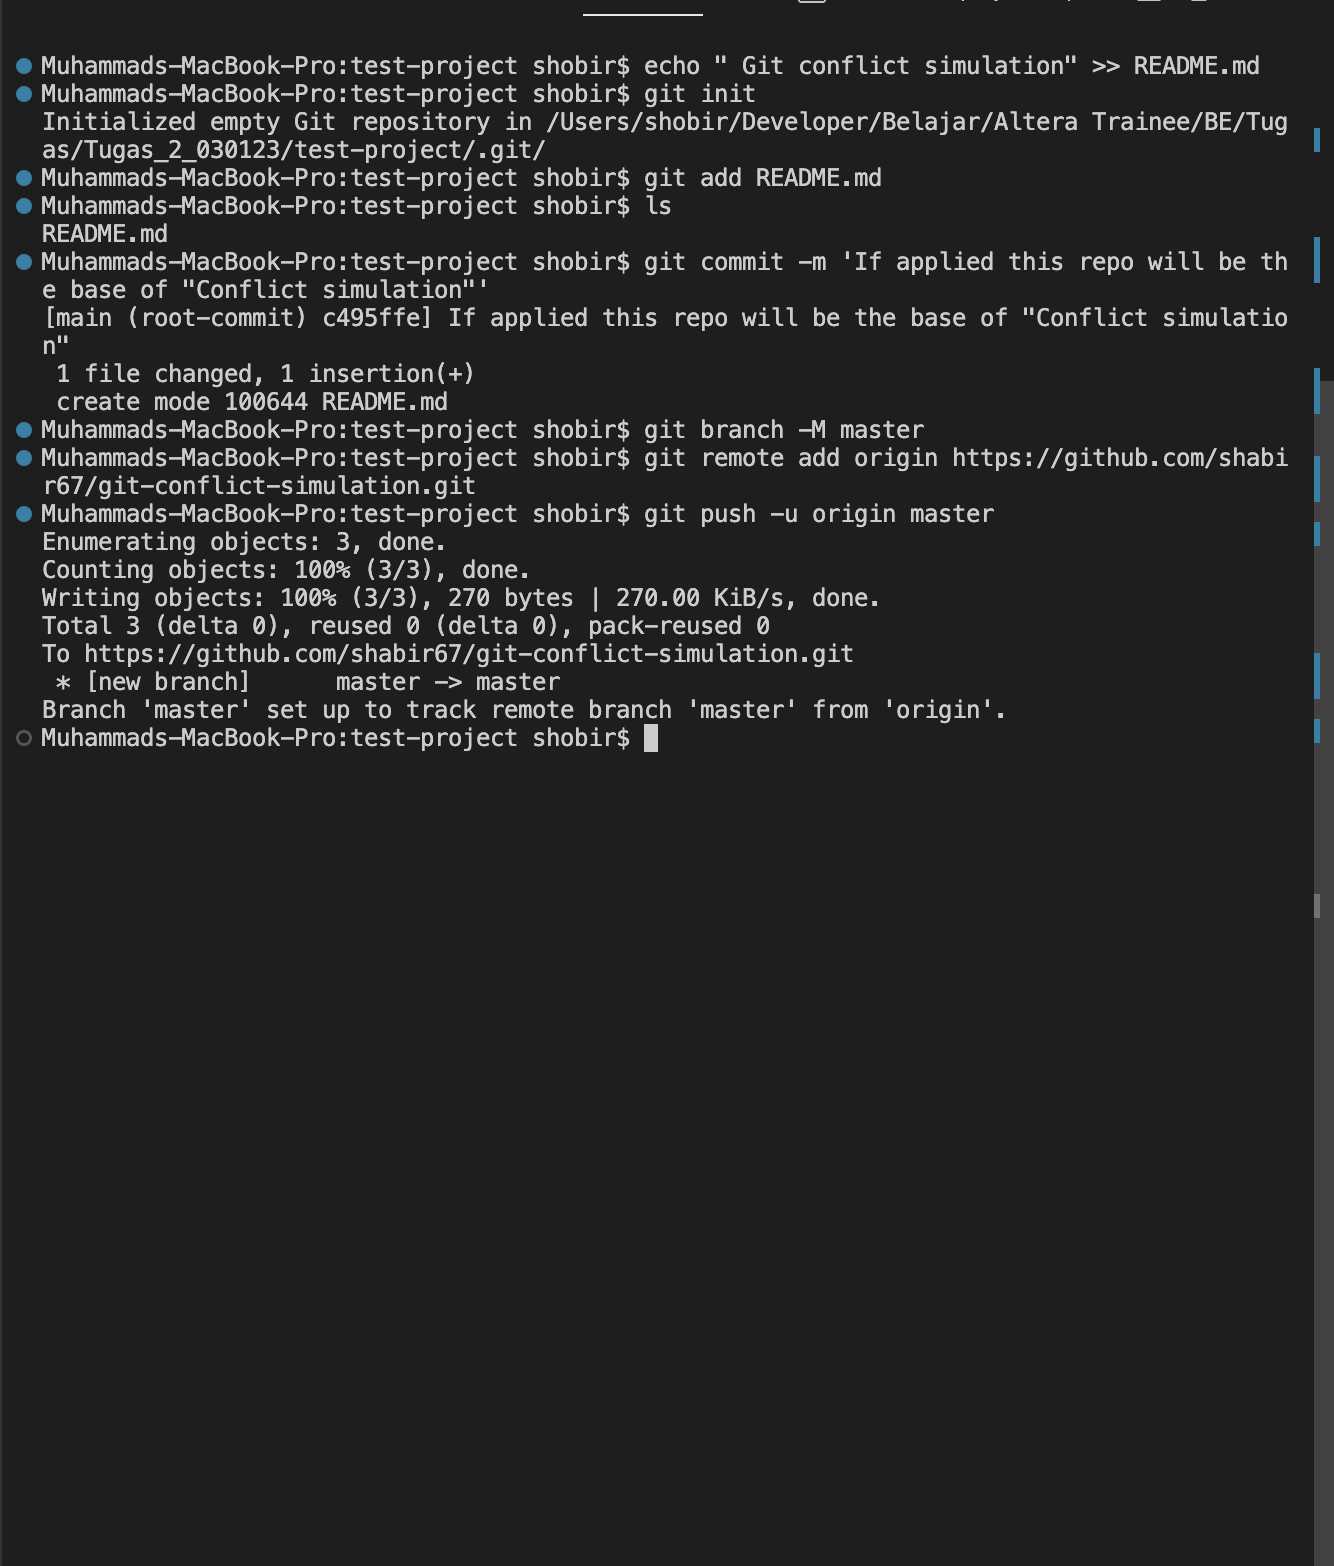 Muhammads-MacBook-Pro:test-project shobir$ echo " Git conflict simulation" >> README.md
Muhammads-MacBook-Pro:test-project shobir$ git init
Initialized empty Git repository in /Users/shobir/Developer/Belajar/Altera Trainee/BE/Tug
as/Tugas_2_030123/test-project/.git/
Muhammads-MacBook-Pro:test-project shobir$ git add README.md
Muhammads-MacBook-Pro:test-project shobir$ ls
README.md
Muhammads-MacBook-Pro:test-project shobir$ git commit -m 'If applied this repo will be th
e base of "Conflict simulation"'
[main (root-commit) c495ffe] If applied this repo will be the base of "Conflict simulatio
n"
 1 file changed, 1 insertion(+)
 create mode 100644 README.md
Muhammads-MacBook-Pro:test-project shobir$ git branch -M master
Muhammads-MacBook-Pro:test-project shobir$ git remote add origin https://github.com/shabi
r67/git-conflict-simulation.git
Muhammads-MacBook-Pro:test-project shobir$ git push -u origin master
Enumerating objects: 3, done.
Counting objects: 100% (3/3), done.
Writing objects: 100% (3/3), 270 bytes | 270.00 KiB/s, done.
Total 3 (delta 0), reused 0 (delta 0), pack-reused 0
To https://github.com/shabir67/git-conflict-simulation.git
 * [new branch]      master -> master
Branch 'master' set up to track remote branch 'master' from 'origin'.
Muhammads-MacBook-Pro:test-project shobir$